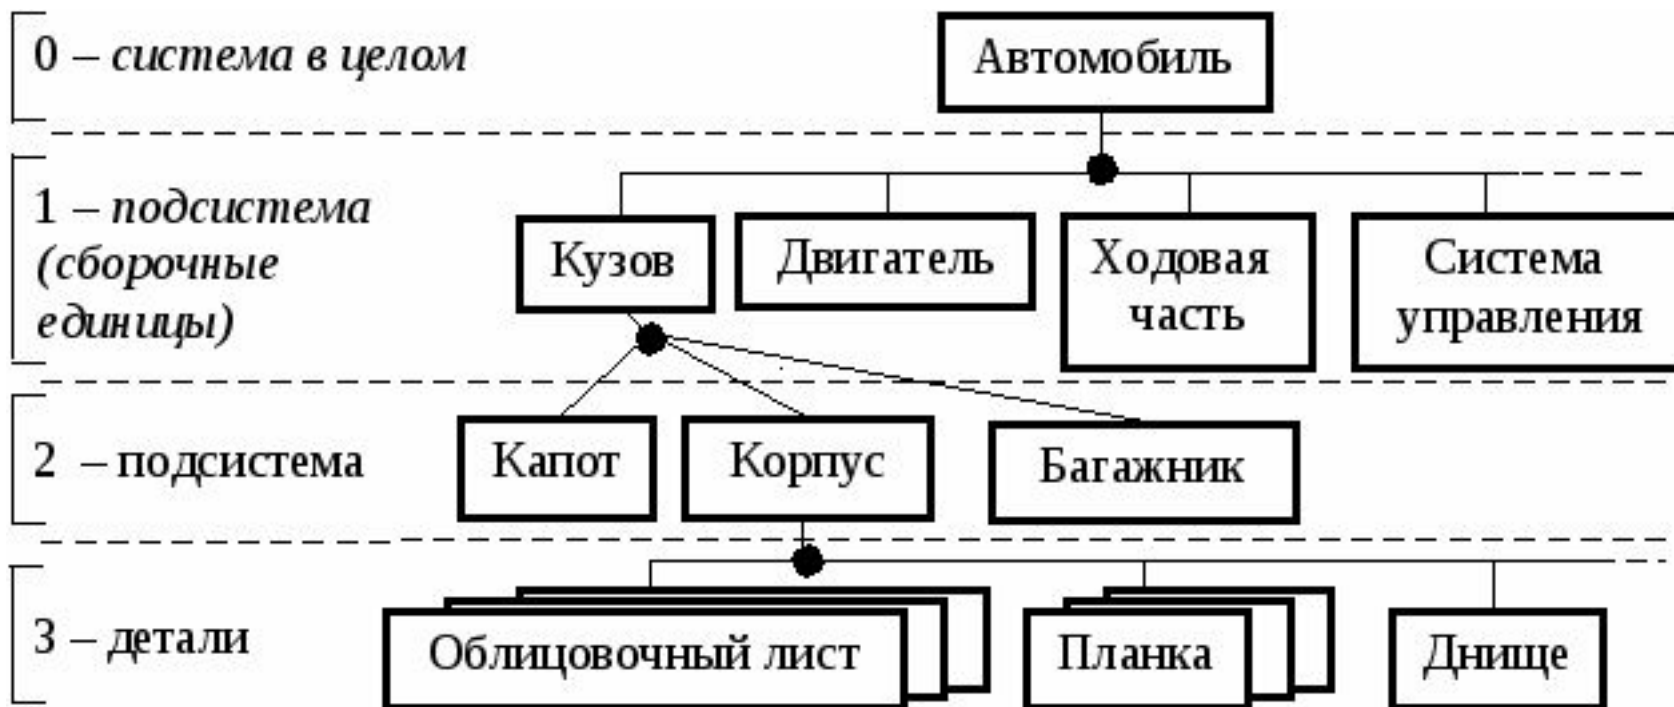 0 – система в целом
Автомобиль
1 – подсистема
(сборочные
единицы)
Кузов
Двигатель
Ходовая
часть
Система
управления
2 – подсистема
Капот
Корпус
Багажник
3 – детали
Облицовочный лист
Планка
Днище